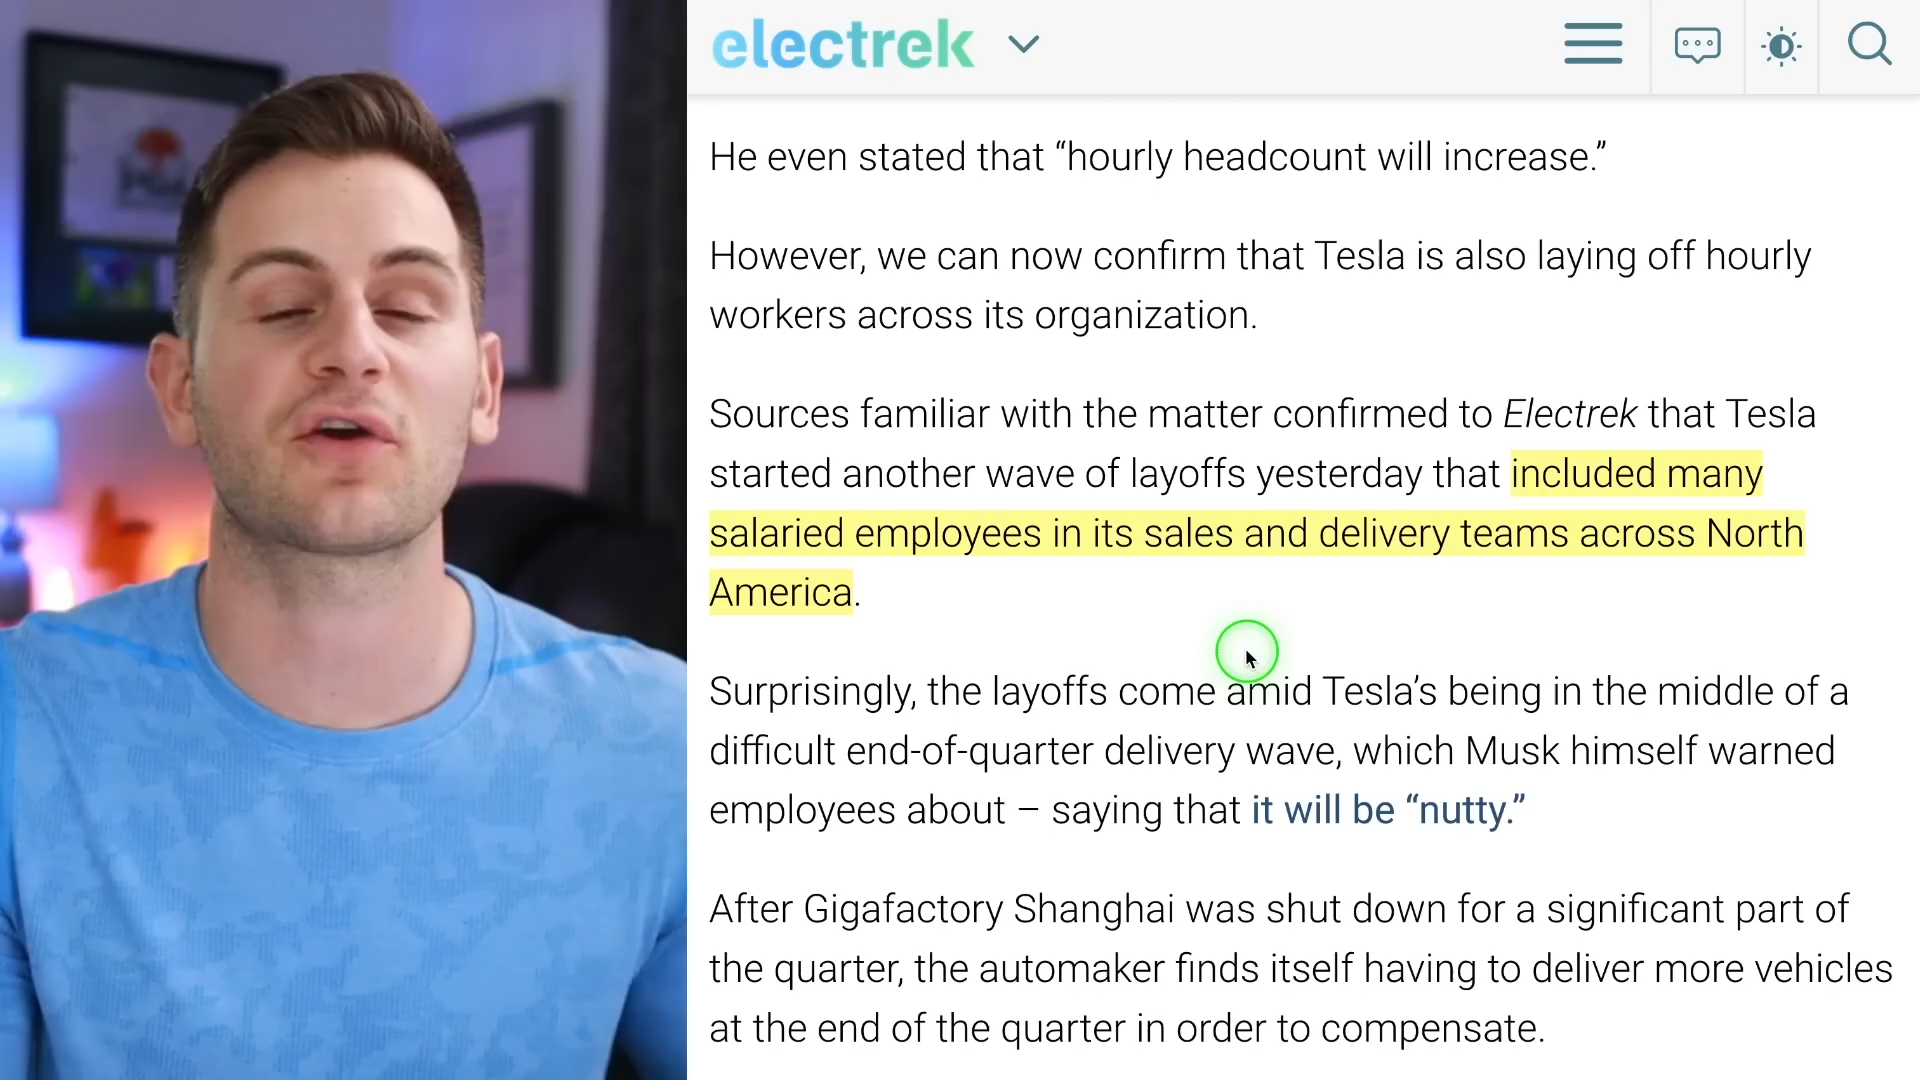 electrek
He even stated that “hourly headcount will increase.”
However, we can now confirm that Tesla is also laying off hourly
workers across its organization.
Sources familiar with the matter confirmed to Electrek that Tesla
started another wave of layoffs yesterday that included many
salaried employees in its sales and delivery teams across North
America.
Surprisingly, the layoffs come amid Tesla’s being in the middle of a
difficult end-of-quarter delivery wave, which Musk himself warned
employees about – saying that it will be “nutty.”
After Gigafactory Shanghai was shut down for a significant part of
the quarter, the automaker finds itself having to deliver more vehicles
at the end of the quarter in order to compensate.